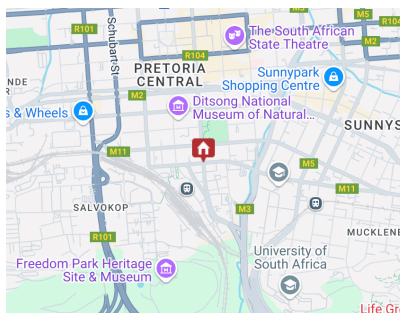 R101
Schubart St
The South African
State Theatre
M2
R104
PRETORIA
CENTRAL
Sunnypark
Shopping Centre
NDE
R
M2
Ditsong National
Museum of Natural...
s & Wheels
SUNNYS
M11
M5
M11
SALVOKOP
M3
R101
MUCKLENE
University of
South Africa
Freedom Park Heritage
Site & Museum
Life Gro